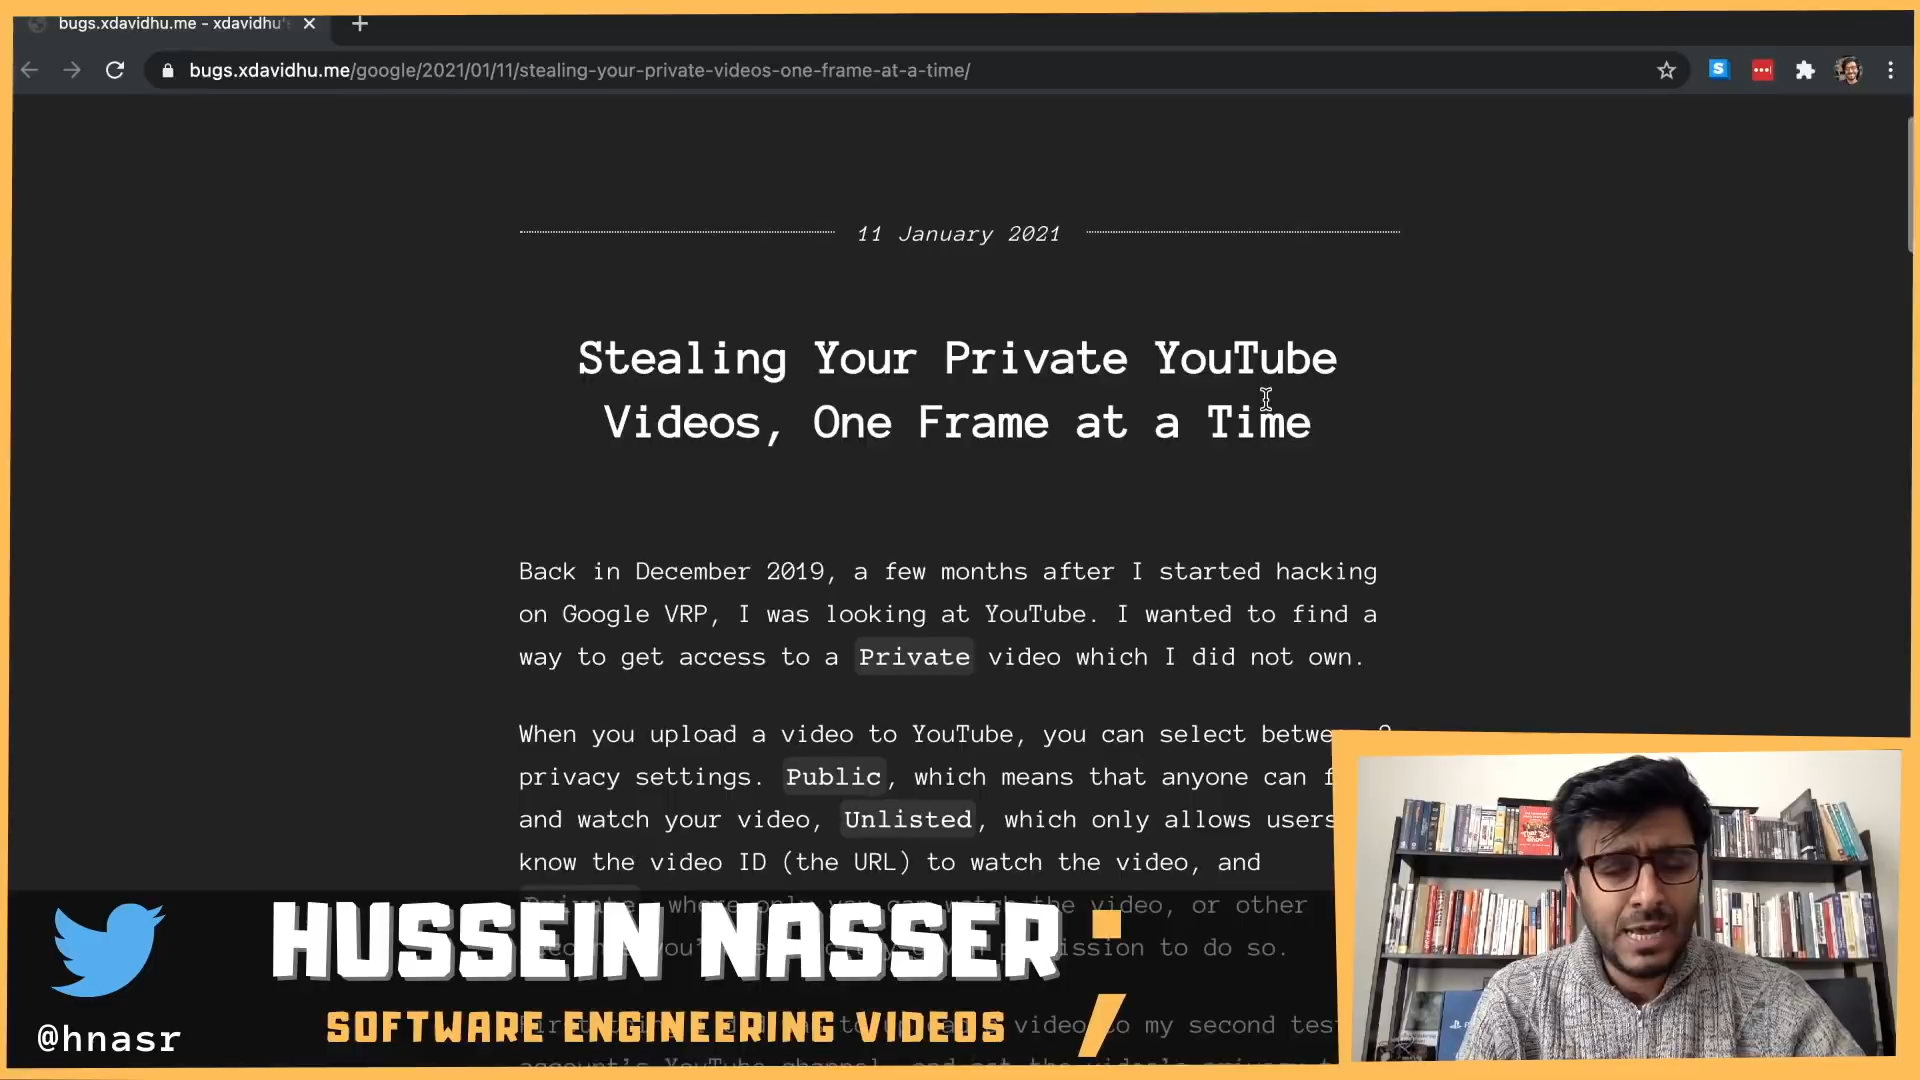 bugs.xdavidhu.me - xdavidhu'
bugs.xdavidhu.me/google/2021/01/11/stealing-your-private-videos-one-frame-at-a-time/
11 January 2021
Stealing Your Private YouTube
Videos, One Frame at a Time
Back in December 2019, a few months after I started hacking
on Google VRP, I was looking at YouTube. I wanted to find a
way to get access to a Private video which I did not own.
When you upload a video to YouTube, you can select
privacy settings. Public, which means that anyone can
and watch your video, Unlisted, which only allows users
know the video ID (the URL) to watch the video, and
the video, or other
to do so.
HUSSEIN NASSER
@hnasr
SOFTWARE ENGINEERING VIDEOS
video to my second